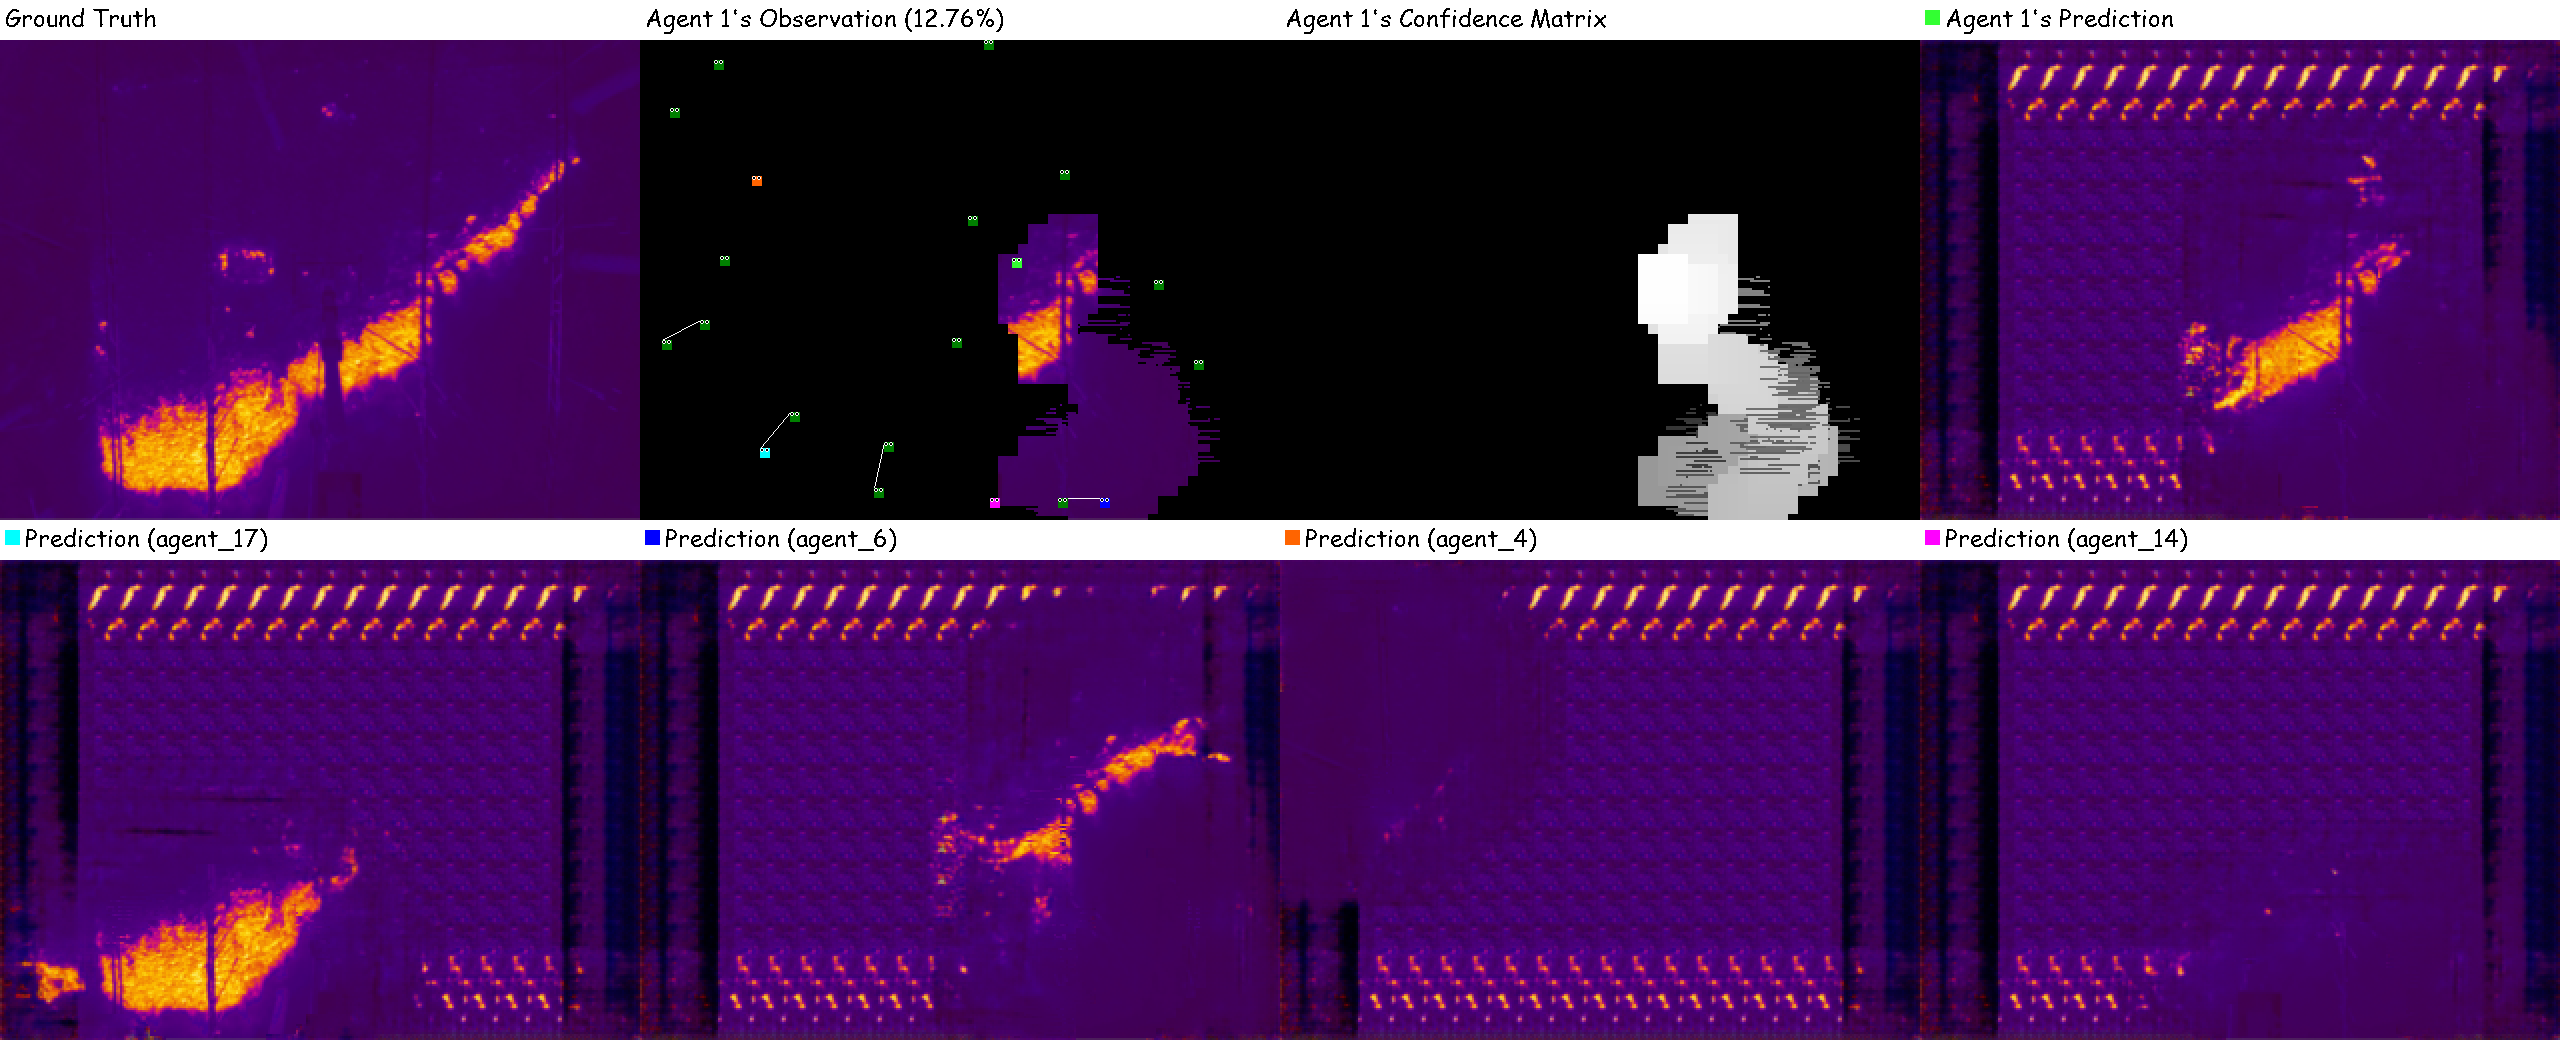 Ground Truth
Agent 1's Observation (12.76%)
Agent 1's Confidence Matrix
Agent 1's Prediction
Prediction (agent_17)
Prediction (agent_6)
Prediction (agent_4)
Prediction (agent_14)